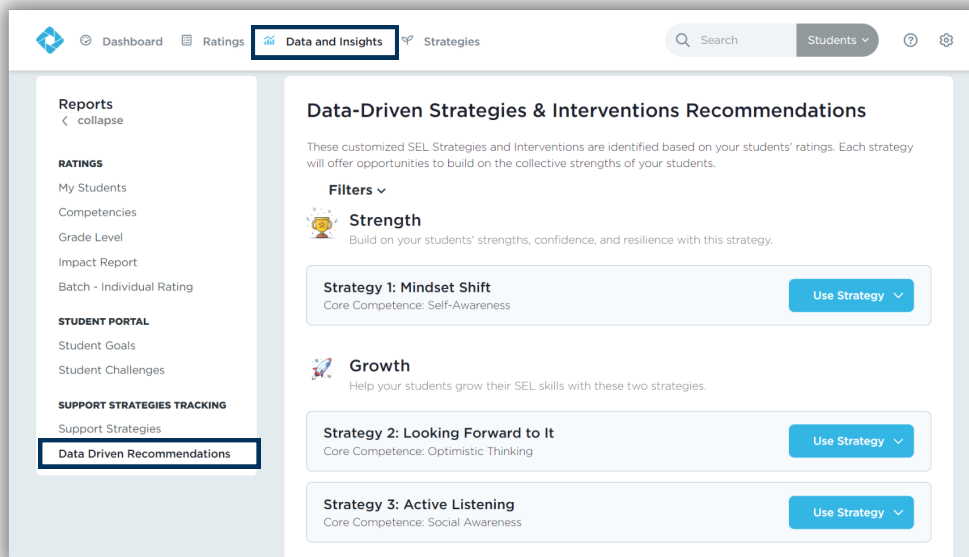 Dashboard
Ratings
Data and Insights
Strategies
Search
Students
Reports
collapse
RATINGS
My Students
Competencies
Grade Level
Impact Report
Batch - Individual Rating
STUDENT PORTAL
Student Goals
Student Challenges
SUPPORT STRATEGIES TRACKING
Support Strategies
Data Driven Recommendations
Data-Driven Strategies & Interventions Recommendations
These customized SEL Strategies and Interventions are identified based on your students' ratings. Each strategy
will offer opportunities to build on the collective strengths of your students.
Filters
Strength
Build on your students' strengths, confidence, and resilience with this strategy.
Strategy 1: Mindset Shift
Core Competence: Self-Awareness
Use Strategy
Growth
Help your students grow their SEL skills with these two strategies.
Strategy 2: Looking Forward to It
Core Competence: Optimistic Thinking
Use Strategy
Strategy 3: Active Listening
Core Competence: Social Awareness
Use Strategy